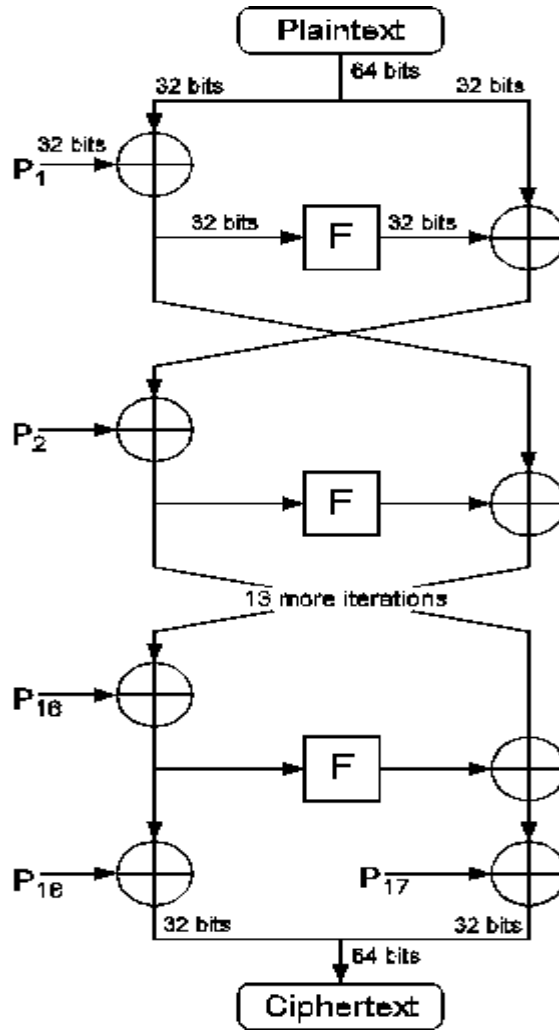 Plaintext
64 bits
32 bits
32 bits
32 bits
P1
32 bits
F
32 bits
P2
F
13 more iterations
P16
F
P18
P17
32 bits
32 bits
64 bits
Ciphertext